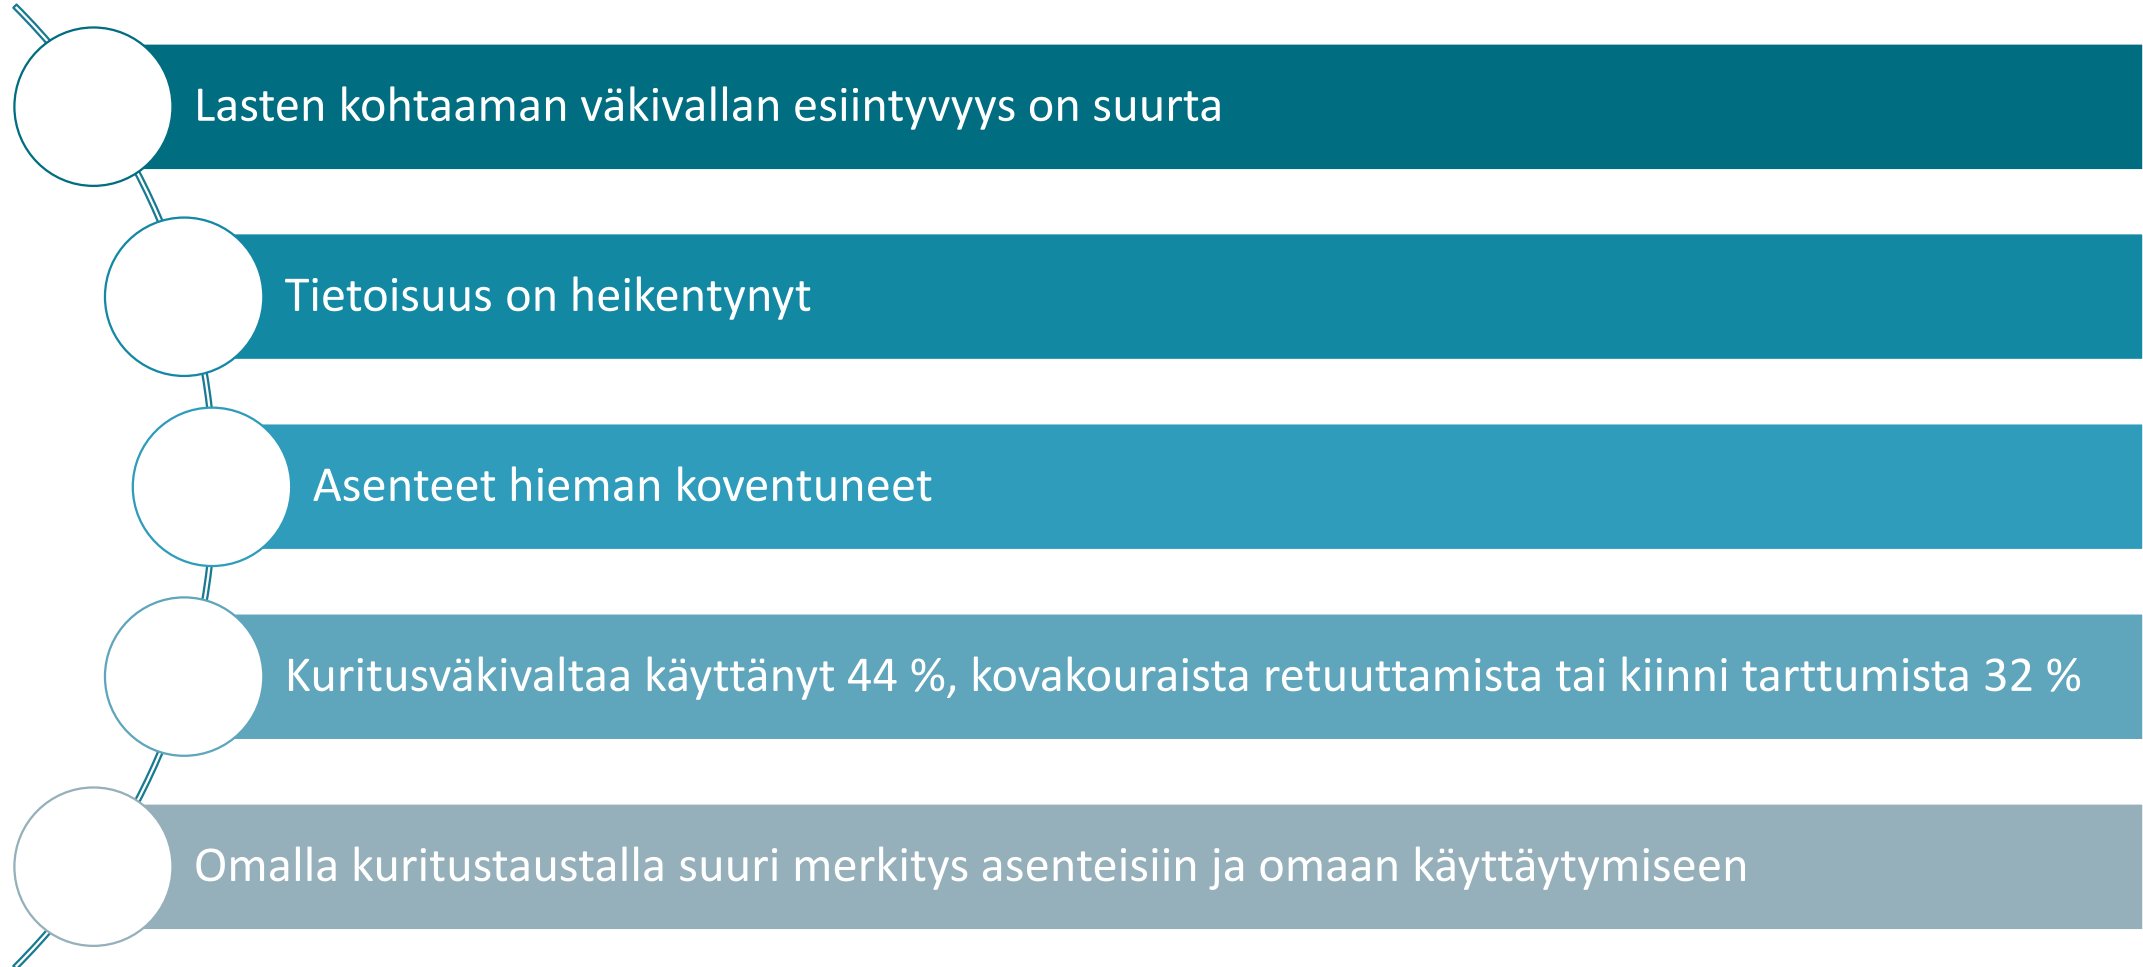 Lasten kohtaaman väkivallan esiintyvyys on suurta
Tietoisuus on heikentynyt
Asenteet hieman koventuneet
Kuritusväkivaltaa käyttänyt 44 %, kovakouraista retuuttamista tai kiinni tarttumista 32 %
Omalla kuritustaustalla suuri merkitys asenteisiin ja omaan käyttäytymiseen